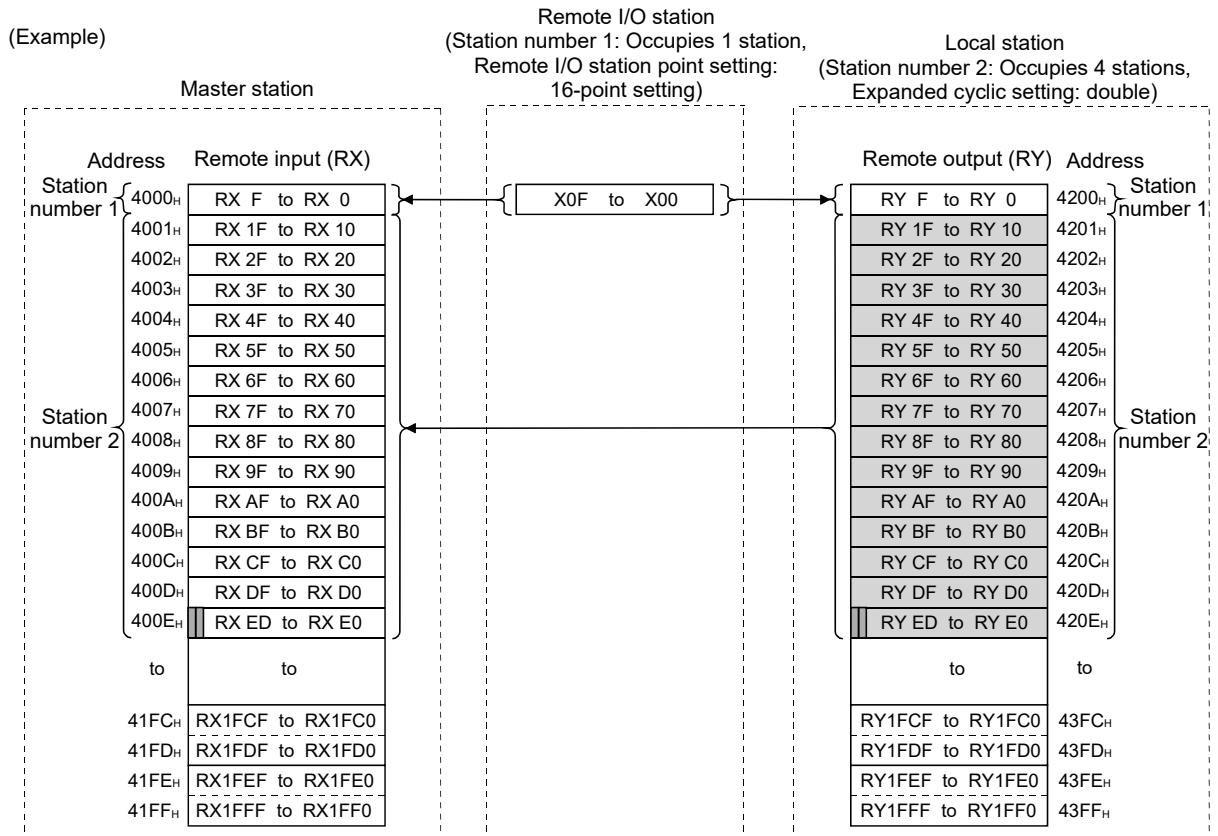 (Example)
Remote I/O station
(Station number 1: Occupies 1 station,
Remote I/O station point setting:
16-point setting)
Local station
(Station number 2: Occupies 4 stations,
Expanded cyclic setting: double)
Master station
Address Remote input (RX)
Remote output (RY) Address
Station
number 1
4000H RX F to RX 0
X0F to X00
RY F to RY 0 4200H
Station
number 1
4001H RX 1F to RX 10 RY 1F to RY 10 4201H
4002H RX 2F to RX 20 RY 2F to RY 20 4202H
4003H RX 3F to RX 30 RY 3F to RY 30 4203H
4004H RX 4F to RX 40 RY 4F to RY 40 4204H
4005H RX 5F to RX 50 RY 5F to RY 50 4205H
4006H RX 6F to RX 60 RY 6F to RY 60 4206H
4007H RX 7F to RX 70 RY 7F to RY 70 4207H
Station
number 2
Station
number 2
4008H RX 8F to RX 80 RY 8F to RY 80 4208H
4009H RX 9F to RX 90 RY 9F to RY 90 4209H
400AH RX AF to RX A0 RY AF to RY A0 420AH
400BH RX BF to RX B0 RY BF to RY B0 420BH
400CH RX CF to RX C0 RY CF to RY C0 420CH
400DH RX DF to RX D0 RY DF to RY D0 420DH
400EH RX ED to RX E0 RY ED to RY E0 420EH
to to to to
41FCH RX1FCF to RX1FC0 RY1FCF to RY1FC0 43FCH
41FDH RX1FDF to RX1FD0 RY1FDF to RY1FD0 43FDH
41FEH RX1FEF to RX1FE0 RY1FEF to RY1FE0 43FEH
41FFH RX1FFF to RX1FF0 RY1FFF to RY1FF0 43FFH